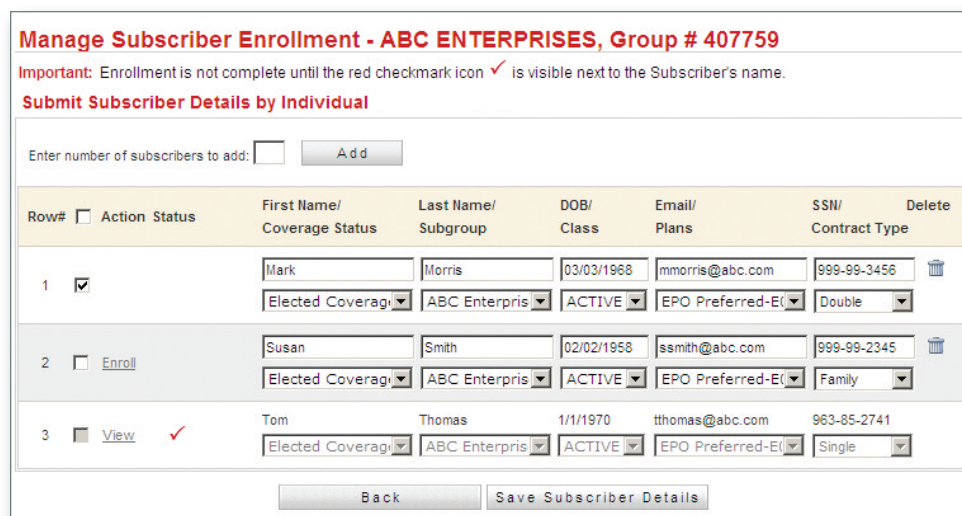 Manage Subscriber Enrollment - ABC ENTERPRISES, Group # 407759
Important: Enrollment is not complete until the red checkmark icon ✓ is visible next to the Subscriber's name.
Submit Subscriber Details by Individual
Enter number of subscribers to add: Add
Row# Action Status First Name/ Coverage Status Last Name/ Subgroup DOB/ Class Email/ Plans SSN/ Contract Type Delete
1 Mark Morris 03/03/1968 mmorris@abc.com 999-99-3456
Elected Coverag ABC Enterpris ACTIVE EPO Preferred-E( Double
2 Enroll Susan Smith 02/02/1958 ssmith@abc.com 999-99-2345
Elected Coverag ABC Enterpris ACTIVE EPO Preferred-E( Family
3 View ✓ Tom Thomas 1/1/1970 tthomas@abc.com 963-85-2741
Elected Coverag ABC Enterpris ACTIVE EPO Preferred-E( Single
Back Save Subscriber Details